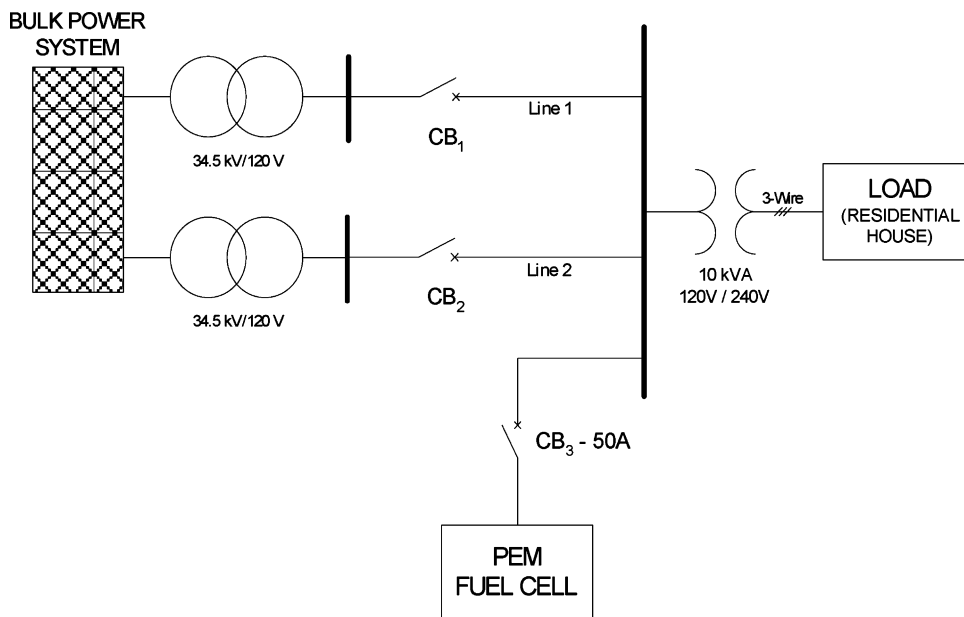 BULK POWER
SYSTEM
34.5 kV/120 V
CB₁
Line 1
34.5 kV/120 V
CB₂
Line 2
10 kVA
120V / 240V
3-Wire
LOAD
(RESIDENTIAL
HOUSE)
CB₃ - 50A
PEM
FUEL CELL